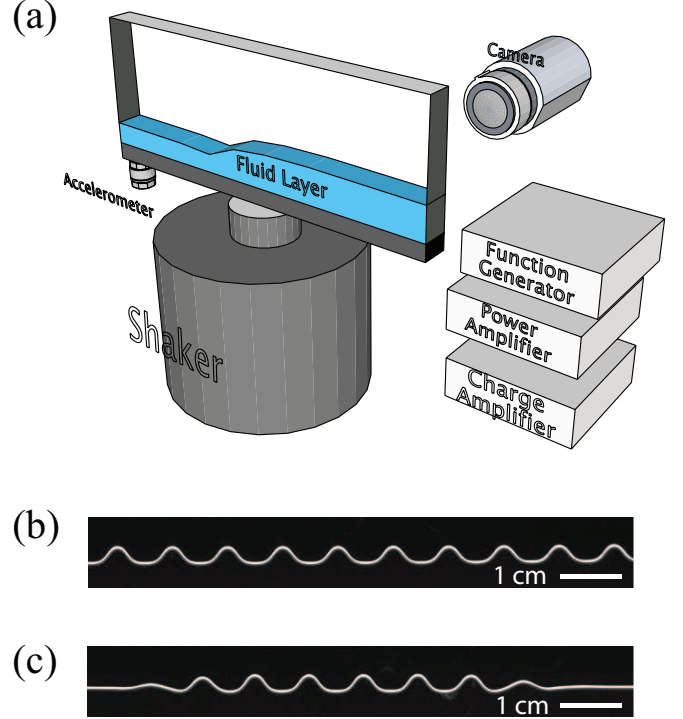 (a)
Camera
Fluid Layer
Accelerometer
Function
Generator
Shaker
Power
Amplifier
Charge
Amplifier
(b)
1 cm
(c)
1 cm